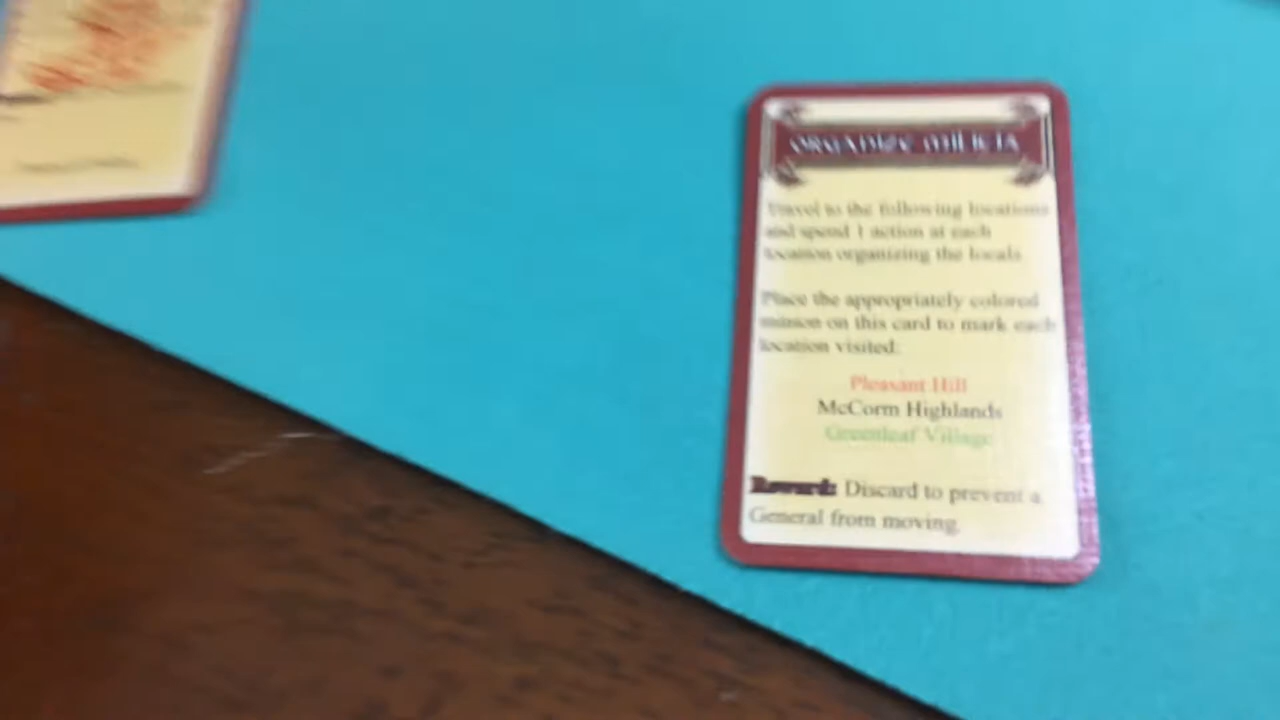 ORGANIZE MILITIA
Travel to the following locations
and spend 1 action at each
location organizing the locals.
Place the appropriately colored
minion on this card to mark each
location visited:
Pleasant Hill
McCorm Highlands
Greenleaf Village
Reward: Discard to prevent a
General from moving.